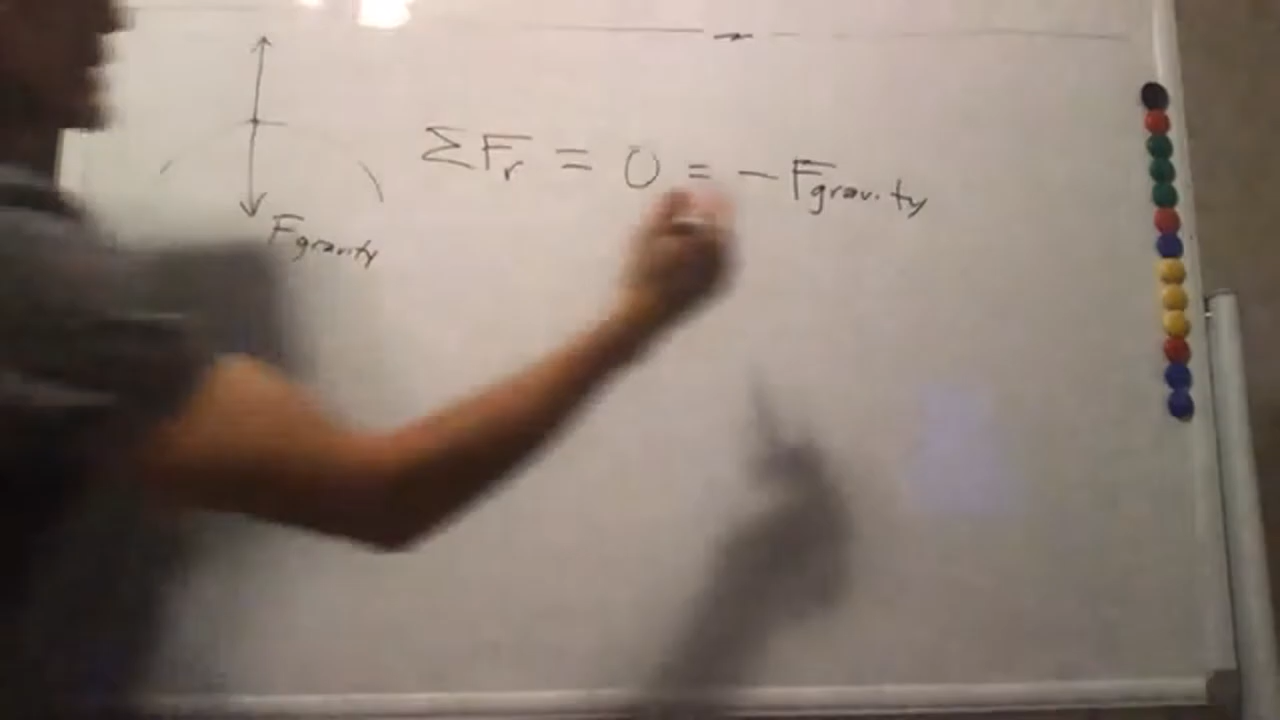 ΣFr = 0 = -Fgravity
Fgravity